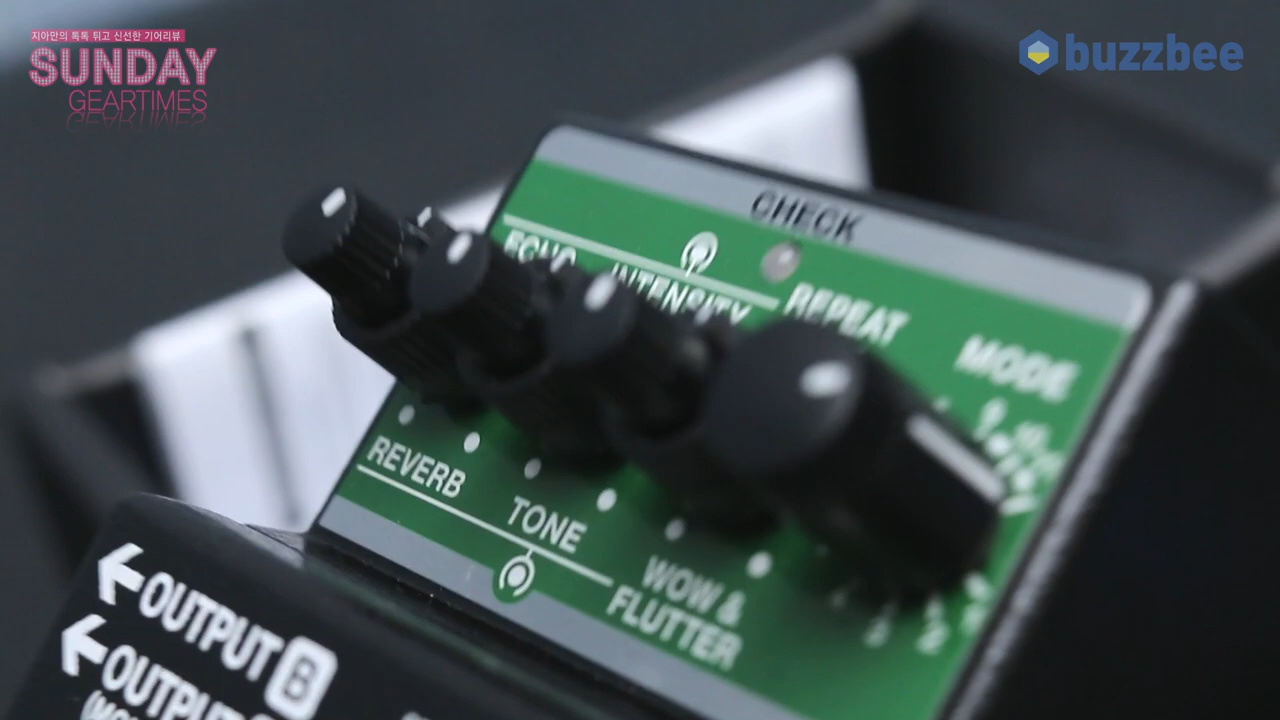 지아만의 톡톡 튀고 신선한 기어리뷰
SUNDAY
GEARTIMES
buzzbee
CHECK
ECHO
INTENSITY
REPEAT
MODE
REVERB
TONE
WOW &
FLUTTER
OUTPUT B
OUTPUT